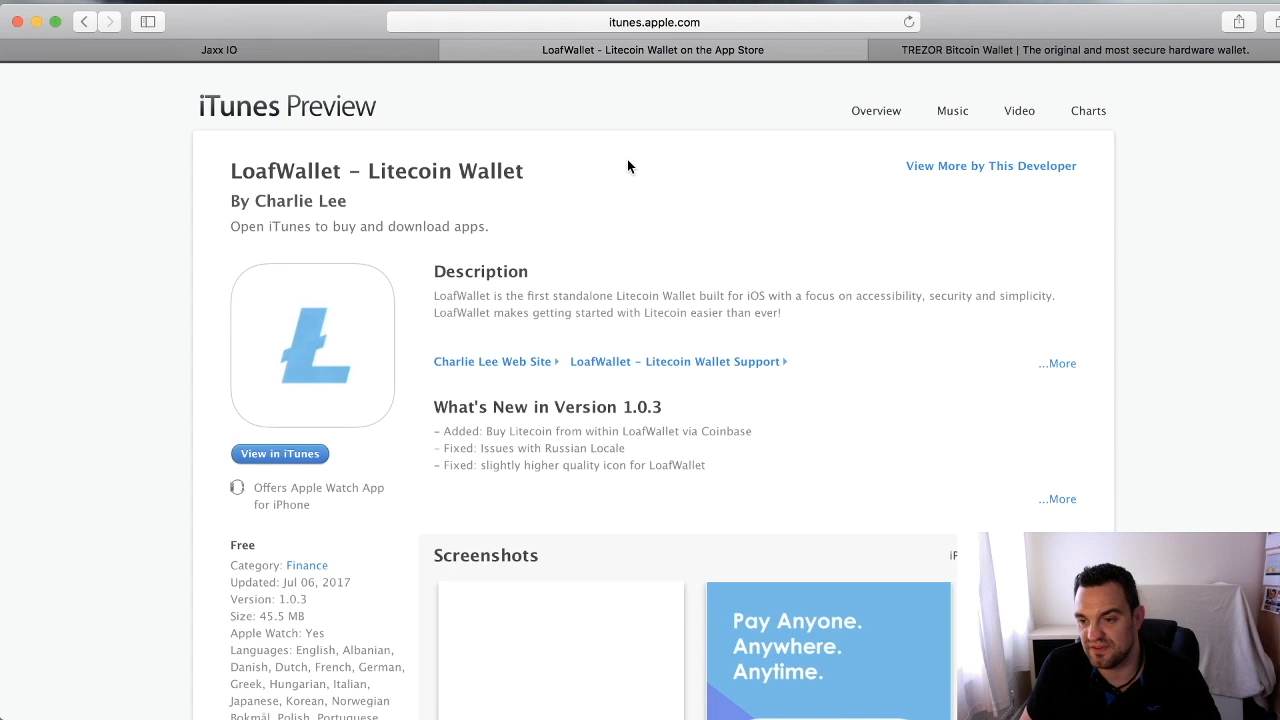 itunes.apple.com
Jaxx IO
LoafWallet - Litecoin Wallet on the App Store
TREZOR Bitcoin Wallet | The original and most secure hardware wallet.
iTunes Preview
Overview
Music
Video
Charts
LoafWallet - Litecoin Wallet
View More by This Developer
By Charlie Lee
Open iTunes to buy and download apps.
Description
LoafWallet is the first standalone Litecoin Wallet built for iOS with a focus on accessibility, security and simplicity.
LoafWallet makes getting started with Litecoin easier than ever!
Charlie Lee Web Site
LoafWallet - Litecoin Wallet Support
...More
What's New in Version 1.0.3
- Added: Buy Litecoin from within LoafWallet via Coinbase
- Fixed: Issues with Russian Locale
- Fixed: slightly higher quality icon for LoafWallet
...More
View in iTunes
Offers Apple Watch App
for iPhone
Free
Category: Finance
Updated: Jul 06, 2017
Version: 1.0.3
Size: 45.5 MB
Apple Watch: Yes
Languages: English, Albanian,
Danish, Dutch, French, German,
Greek, Hungarian, Italian,
Japanese, Korean, Norwegian
Bokmål, Polish, Portuguese,
Screenshots
Pay Anyone.
Anywhere.
Anytime.